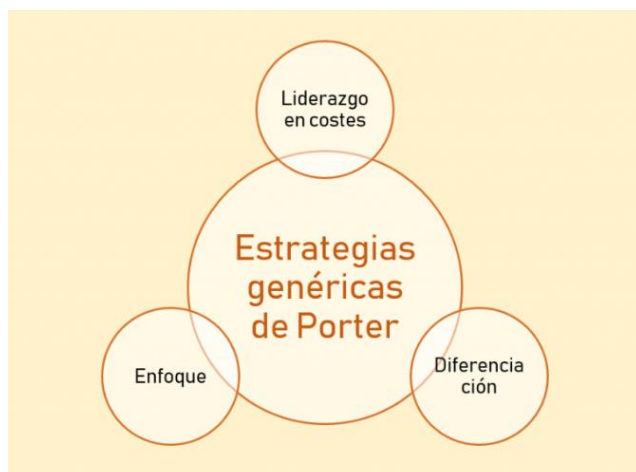 Liderazgo
en costes
Estrategias
genéricas
de Porter
Enfoque
Diferencia
ción